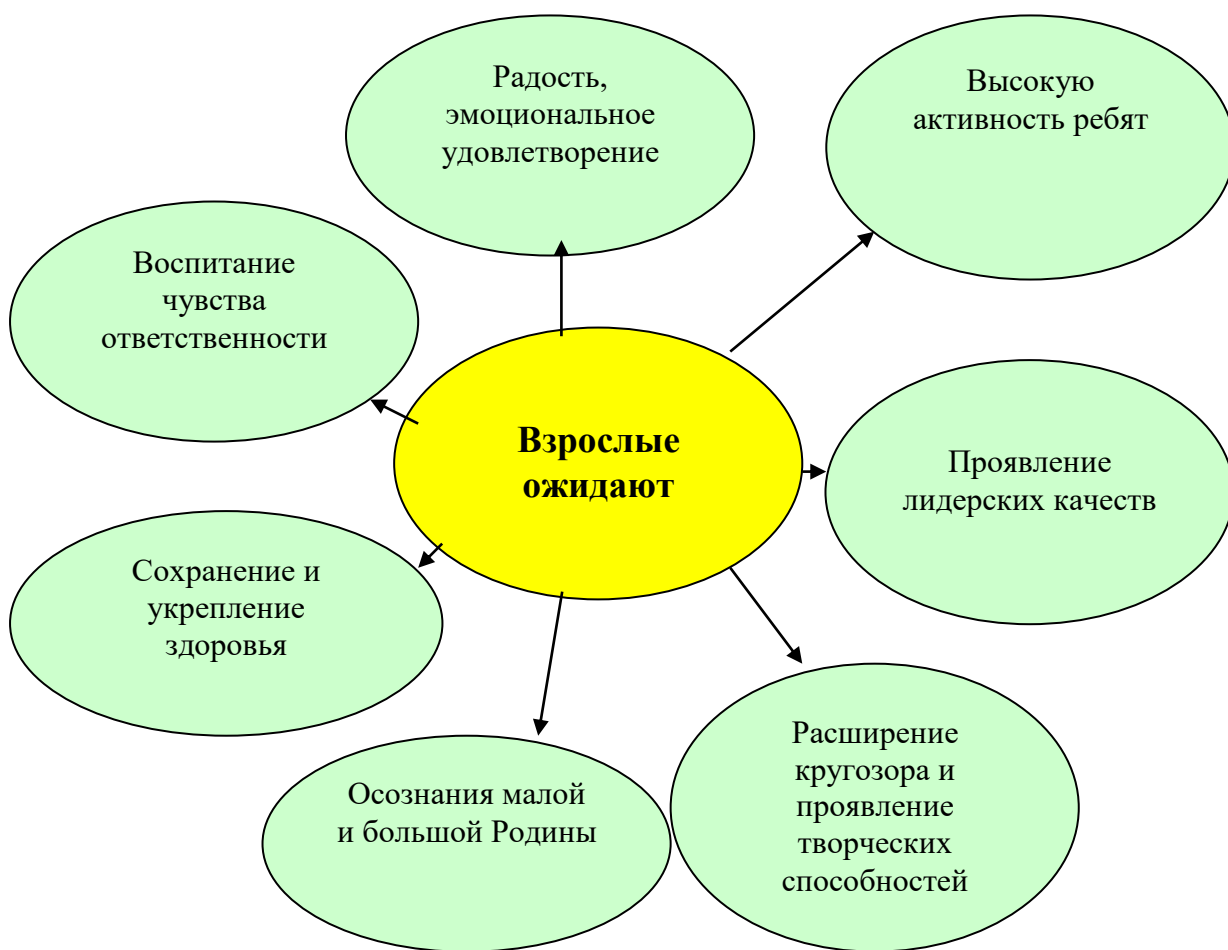 Радость,
эмоциональное
удовлетворение
Высокую
активность ребят
Воспитание
чувства
ответственности
Взрослые
ожидают
Проявление
лидерских качеств
Сохранение и
укрепление
здоровья
Осознания малой
и большой Родины
Расширение
кругозора и
проявление
творческих
способностей